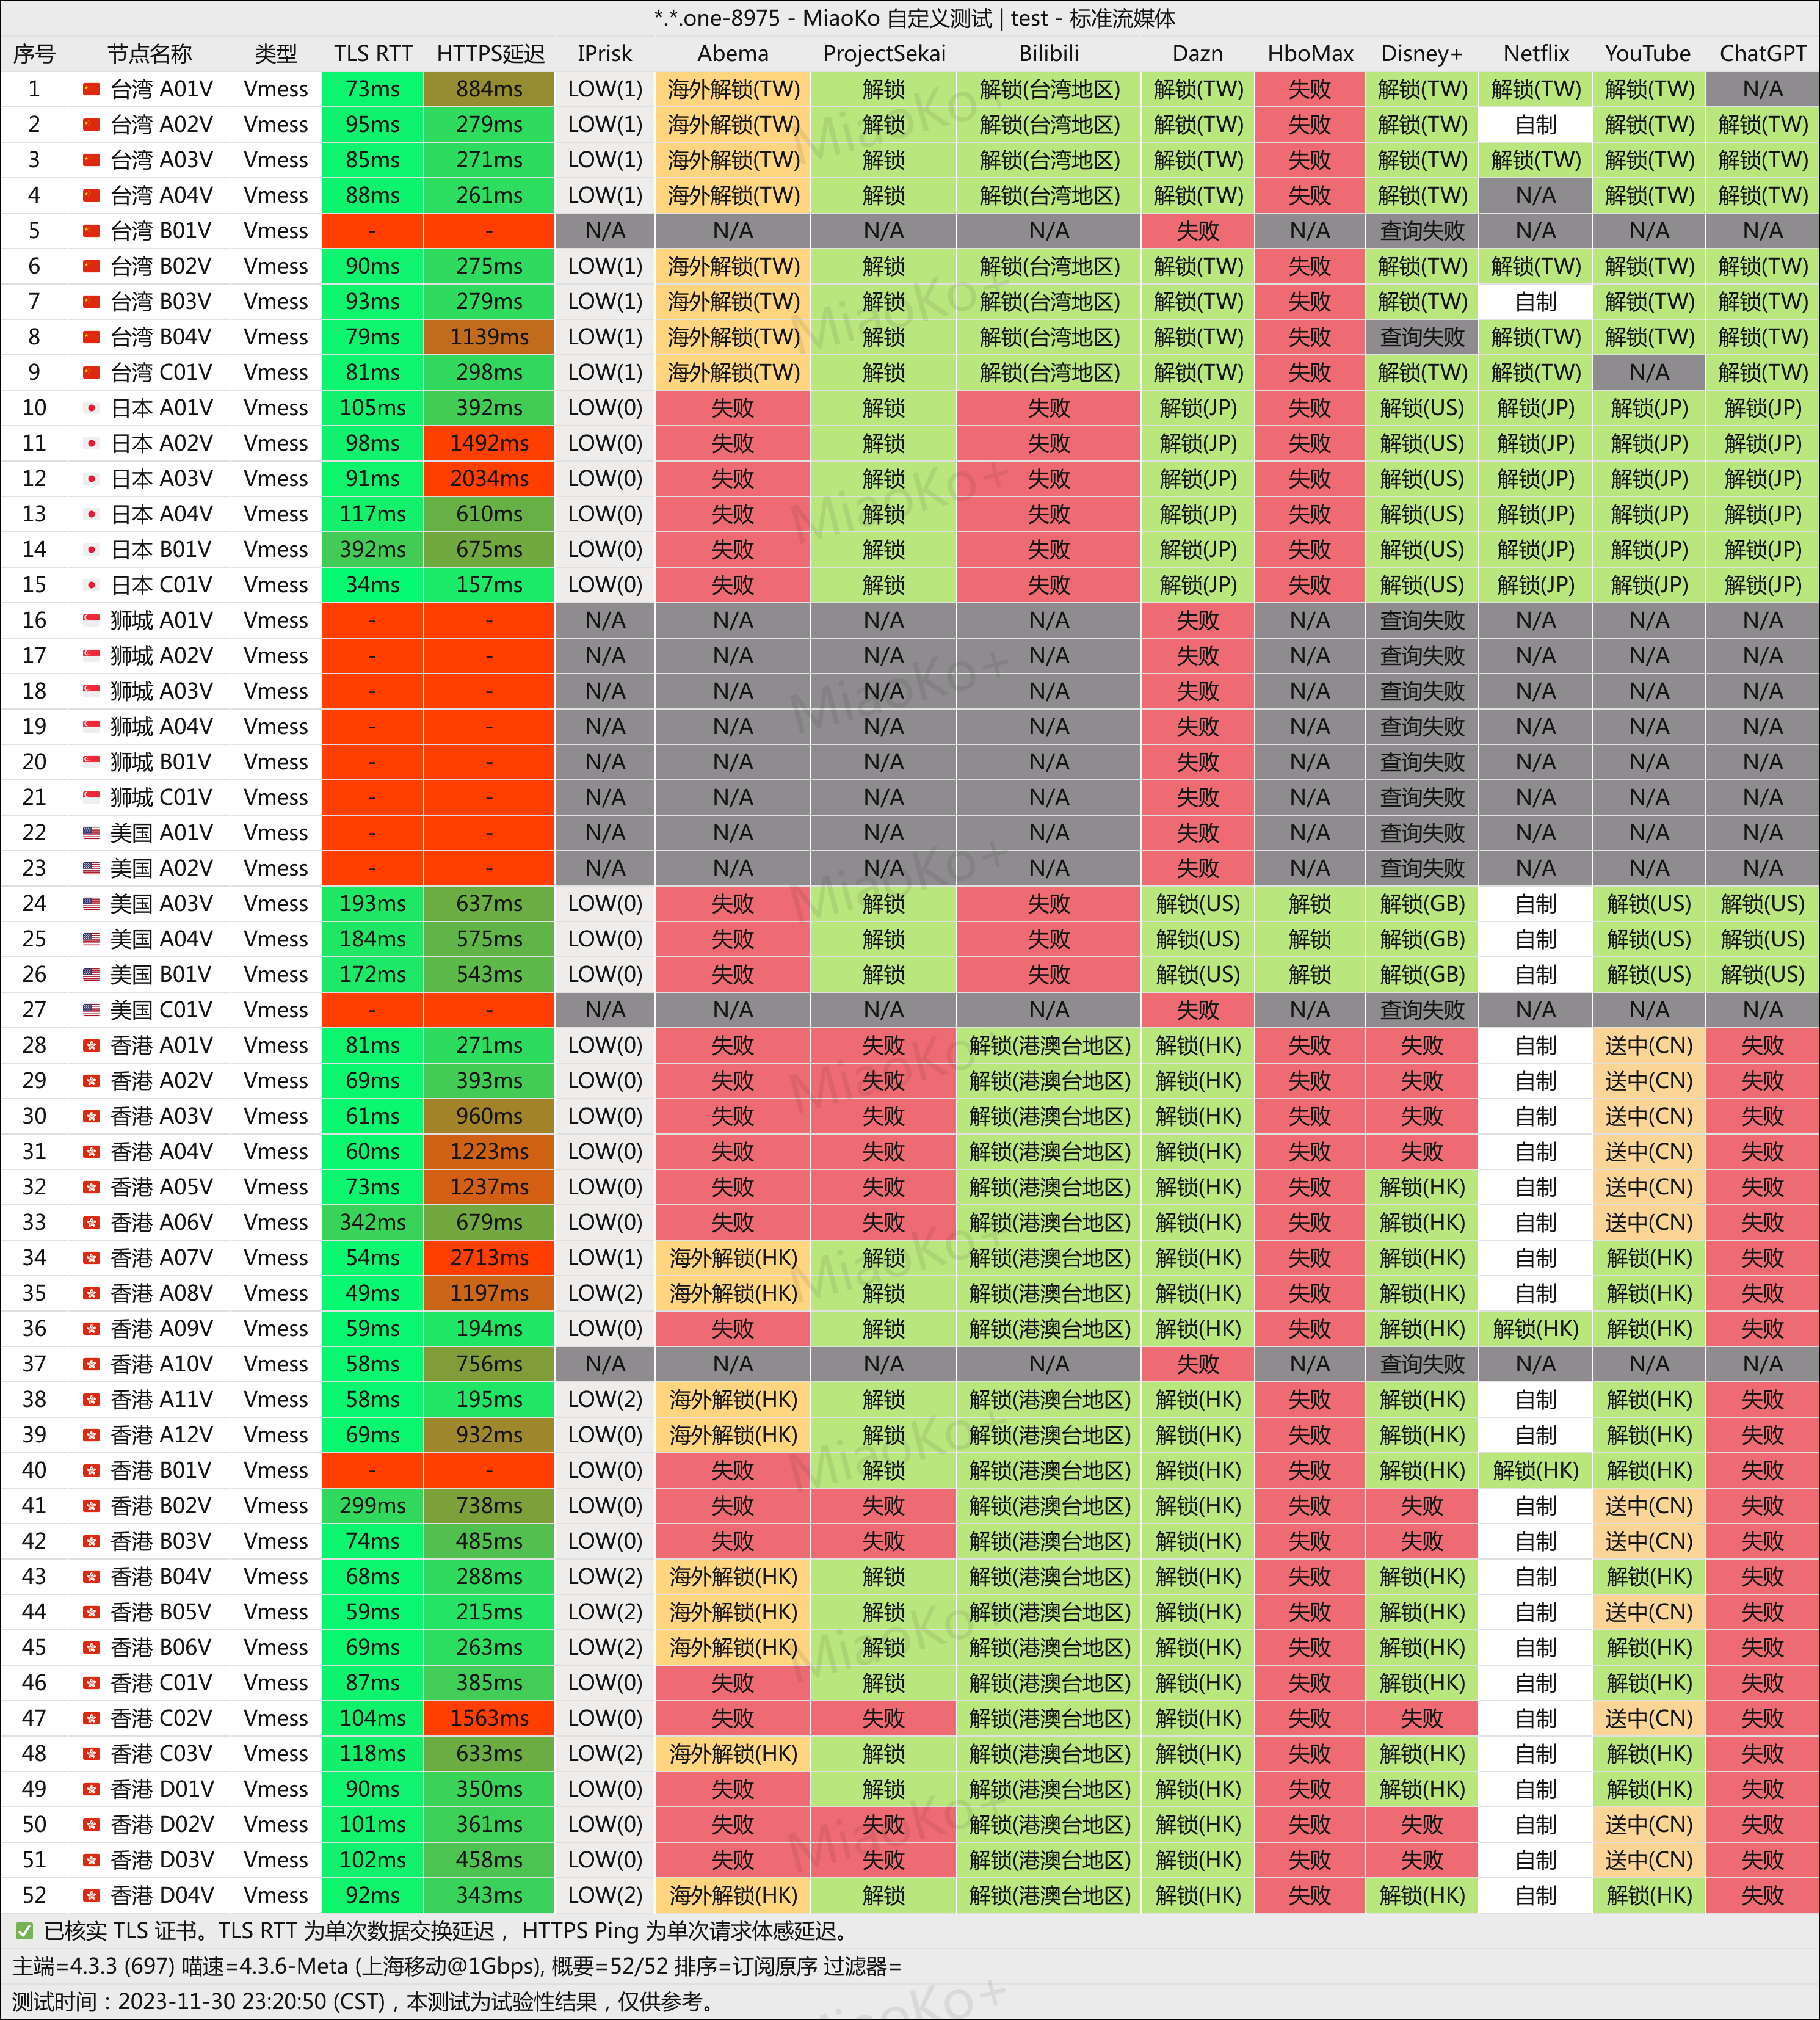 *.*.one-8975 - MiaoKo 自定义测试 | test - 标准流媒体
序号 节点名称 类型 TLS RTT HTTPS延迟 IPrisk Abema ProjectSekai Bilibili Dazn HboMax Disney+ Netflix YouTube ChatGPT
1 台湾 A01V Vmess 73ms 884ms LOW(1) 海外解锁(TW) 解锁 解锁(台湾地区) 解锁(TW) 失败 解锁(TW) 解锁(TW) 解锁(TW) N/A
2 台湾 A02V Vmess 95ms 279ms LOW(1) 海外解锁(TW) 解锁 解锁(台湾地区) 解锁(TW) 失败 解锁(TW) 自制 解锁(TW) 解锁(TW)
3 台湾 A03V Vmess 85ms 271ms LOW(1) 海外解锁(TW) 解锁 解锁(台湾地区) 解锁(TW) 失败 解锁(TW) 解锁(TW) 解锁(TW) 解锁(TW)
4 台湾 A04V Vmess 88ms 261ms LOW(1) 海外解锁(TW) 解锁 解锁(台湾地区) 解锁(TW) 失败 解锁(TW) N/A 解锁(TW) 解锁(TW)
5 台湾 B01V Vmess - - N/A N/A N/A N/A 失败 N/A 查询失败 N/A N/A N/A
6 台湾 B02V Vmess 90ms 275ms LOW(1) 海外解锁(TW) 解锁 解锁(台湾地区) 解锁(TW) 失败 解锁(TW) 解锁(TW) 解锁(TW) 解锁(TW)
7 台湾 B03V Vmess 93ms 279ms LOW(1) 海外解锁(TW) 解锁 解锁(台湾地区) 解锁(TW) 失败 解锁(TW) 自制 解锁(TW) 解锁(TW)
8 台湾 B04V Vmess 79ms 1139ms LOW(1) 海外解锁(TW) 解锁 解锁(台湾地区) 解锁(TW) 失败 查询失败 解锁(TW) 解锁(TW) 解锁(TW)
9 台湾 C01V Vmess 81ms 298ms LOW(1) 海外解锁(TW) 解锁 解锁(台湾地区) 解锁(TW) 失败 解锁(TW) 解锁(TW) N/A 解锁(TW)
10 日本 A01V Vmess 105ms 392ms LOW(0) 失败 解锁 失败 解锁(JP) 失败 解锁(US) 解锁(JP) 解锁(JP) 解锁(JP)
11 日本 A02V Vmess 98ms 1492ms LOW(0) 失败 解锁 失败 解锁(JP) 失败 解锁(US) 解锁(JP) 解锁(JP) 解锁(JP)
12 日本 A03V Vmess 91ms 2034ms LOW(0) 失败 解锁 失败 解锁(JP) 失败 解锁(US) 解锁(JP) 解锁(JP) 解锁(JP)
13 日本 A04V Vmess 117ms 610ms LOW(0) 失败 解锁 失败 解锁(JP) 失败 解锁(US) 解锁(JP) 解锁(JP) 解锁(JP)
14 日本 B01V Vmess 392ms 675ms LOW(0) 失败 解锁 失败 解锁(JP) 失败 解锁(US) 解锁(JP) 解锁(JP) 解锁(JP)
15 日本 C01V Vmess 34ms 157ms LOW(0) 失败 解锁 失败 解锁(JP) 失败 解锁(US) 解锁(JP) 解锁(JP) 解锁(JP)
16 狮城 A01V Vmess - - N/A N/A N/A N/A 失败 N/A 查询失败 N/A N/A N/A
17 狮城 A02V Vmess - - N/A N/A N/A N/A 失败 N/A 查询失败 N/A N/A N/A
18 狮城 A03V Vmess - - N/A N/A N/A N/A 失败 N/A 查询失败 N/A N/A N/A
19 狮城 A04V Vmess - - N/A N/A N/A N/A 失败 N/A 查询失败 N/A N/A N/A
20 狮城 B01V Vmess - - N/A N/A N/A N/A 失败 N/A 查询失败 N/A N/A N/A
21 狮城 C01V Vmess - - N/A N/A N/A N/A 失败 N/A 查询失败 N/A N/A N/A
22 美国 A01V Vmess - - N/A N/A N/A N/A 失败 N/A 查询失败 N/A N/A N/A
23 美国 A02V Vmess - - N/A N/A N/A N/A 失败 N/A 查询失败 N/A N/A N/A
24 美国 A03V Vmess 193ms 637ms LOW(0) 失败 解锁 失败 解锁(US) 解锁 解锁(GB) 自制 解锁(US) 解锁(US)
25 美国 A04V Vmess 184ms 575ms LOW(0) 失败 解锁 失败 解锁(US) 解锁 解锁(GB) 自制 解锁(US) 解锁(US)
26 美国 B01V Vmess 172ms 543ms LOW(0) 失败 解锁 失败 解锁(US) 解锁 解锁(GB) 自制 解锁(US) 解锁(US)
27 美国 C01V Vmess - - N/A N/A N/A N/A 失败 N/A 查询失败 N/A N/A N/A
28 香港 A01V Vmess 81ms 271ms LOW(0) 失败 失败 解锁(港澳台地区) 解锁(HK) 失败 失败 自制 送中(CN) 失败
29 香港 A02V Vmess 69ms 393ms LOW(0) 失败 失败 解锁(港澳台地区) 解锁(HK) 失败 失败 自制 送中(CN) 失败
30 香港 A03V Vmess 61ms 960ms LOW(0) 失败 失败 解锁(港澳台地区) 解锁(HK) 失败 失败 自制 送中(CN) 失败
31 香港 A04V Vmess 60ms 1223ms LOW(0) 失败 失败 解锁(港澳台地区) 解锁(HK) 失败 失败 自制 送中(CN) 失败
32 香港 A05V Vmess 73ms 1237ms LOW(0) 失败 失败 解锁(港澳台地区) 解锁(HK) 失败 解锁(HK) 自制 送中(CN) 失败
33 香港 A06V Vmess 342ms 679ms LOW(0) 失败 失败 解锁(港澳台地区) 解锁(HK) 失败 解锁(HK) 自制 送中(CN) 失败
34 香港 A07V Vmess 54ms 2713ms LOW(1) 海外解锁(HK) 解锁 解锁(港澳台地区) 解锁(HK) 失败 解锁(HK) 自制 解锁(HK) 失败
35 香港 A08V Vmess 49ms 1197ms LOW(2) 海外解锁(HK) 解锁 解锁(港澳台地区) 解锁(HK) 失败 解锁(HK) 自制 解锁(HK) 失败
36 香港 A09V Vmess 59ms 194ms LOW(0) 失败 解锁 解锁(港澳台地区) 解锁(HK) 失败 解锁(HK) 解锁(HK) 解锁(HK) 失败
37 香港 A10V Vmess 58ms 756ms N/A N/A N/A N/A 失败 N/A 查询失败 N/A N/A N/A
38 香港 A11V Vmess 58ms 195ms LOW(2) 海外解锁(HK) 解锁 解锁(港澳台地区) 解锁(HK) 失败 解锁(HK) 自制 解锁(HK) 失败
39 香港 A12V Vmess 69ms 932ms LOW(0) 海外解锁(HK) 解锁 解锁(港澳台地区) 解锁(HK) 失败 解锁(HK) 自制 解锁(HK) 失败
40 香港 B01V Vmess - - LOW(0) 失败 解锁 解锁(港澳台地区) 解锁(HK) 失败 解锁(HK) 解锁(HK) 解锁(HK) 失败
41 香港 B02V Vmess 299ms 738ms LOW(0) 失败 失败 解锁(港澳台地区) 解锁(HK) 失败 失败 自制 送中(CN) 失败
42 香港 B03V Vmess 74ms 485ms LOW(0) 失败 失败 解锁(港澳台地区) 解锁(HK) 失败 失败 自制 送中(CN) 失败
43 香港 B04V Vmess 68ms 288ms LOW(2) 海外解锁(HK) 解锁 解锁(港澳台地区) 解锁(HK) 失败 解锁(HK) 自制 解锁(HK) 失败
44 香港 B05V Vmess 59ms 215ms LOW(2) 海外解锁(HK) 解锁 解锁(港澳台地区) 解锁(HK) 失败 解锁(HK) 自制 送中(CN) 失败
45 香港 B06V Vmess 69ms 263ms LOW(2) 海外解锁(HK) 解锁 解锁(港澳台地区) 解锁(HK) 失败 解锁(HK) 自制 解锁(HK) 失败
46 香港 C01V Vmess 87ms 385ms LOW(0) 失败 解锁 解锁(港澳台地区) 解锁(HK) 失败 解锁(HK) 自制 解锁(HK) 失败
47 香港 C02V Vmess 104ms 1563ms LOW(0) 失败 失败 解锁(港澳台地区) 解锁(HK) 失败 失败 自制 送中(CN) 失败
48 香港 C03V Vmess 118ms 633ms LOW(2) 海外解锁(HK) 解锁 解锁(港澳台地区) 解锁(HK) 失败 解锁(HK) 自制 解锁(HK) 失败
49 香港 D01V Vmess 90ms 350ms LOW(0) 失败 解锁 解锁(港澳台地区) 解锁(HK) 失败 解锁(HK) 自制 解锁(HK) 失败
50 香港 D02V Vmess 101ms 361ms LOW(0) 失败 失败 解锁(港澳台地区) 解锁(HK) 失败 失败 自制 送中(CN) 失败
51 香港 D03V Vmess 102ms 458ms LOW(0) 失败 失败 解锁(港澳台地区) 解锁(HK) 失败 失败 自制 送中(CN) 失败
52 香港 D04V Vmess 92ms 343ms LOW(2) 海外解锁(HK) 解锁 解锁(港澳台地区) 解锁(HK) 失败 解锁(HK) 自制 解锁(HK) 失败
✅ 已核实 TLS 证书。TLS RTT 为单次数据交换延迟，HTTPS Ping 为单次请求体感延迟。
主端=4.3.3 (697) 喵速=4.3.6-Meta (上海移动@1Gbps), 概要=52/52 排序=订阅原序 过滤器=
测试时间：2023-11-30 23:20:50 (CST)，本测试为试验性结果，仅供参考。
MiaoKo+
MiaoKo+
MiaoKo+
MiaoKo+
MiaoKo+
MiaoKo+
MiaoKo+
MiaoKo+
MiaoKo+
MiaoKo+
MiaoKo+